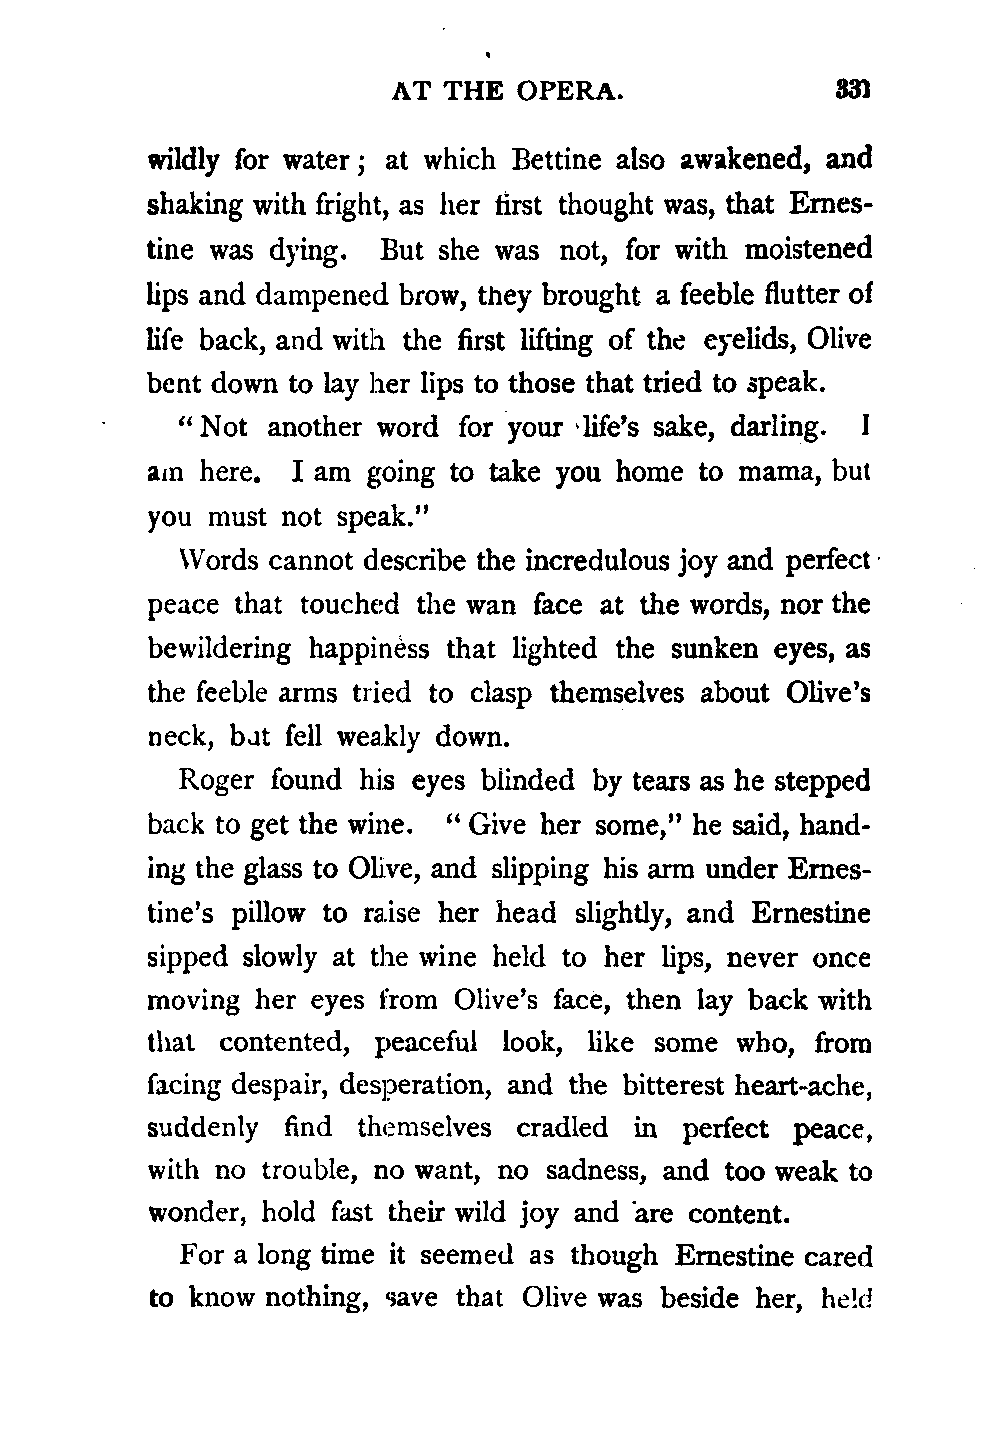 AT THE OPERA. 331
wildly for water; at which Bettine also awakened, and
shaking with fright, as her first thought was, that Ernes-
tine was dying. But she was not, for with moistened
lips and dampened brow, they brought a feeble flutter of
life back, and with the first lifting of the eyelids, Olive
bent down to lay her lips to those that tried to speak.
"Not another word for your life's sake, darling. I
am here. I am going to take you home to mama, but
you must not speak."
Words cannot describe the incredulous joy and perfect
peace that touched the wan face at the words, nor the
bewildering happiness that lighted the sunken eyes, as
the feeble arms tried to clasp themselves about Olive's
neck, but fell weakly down.
Roger found his eyes blinded by tears as he stepped
back to get the wine. "Give her some," he said, hand-
ing the glass to Olive, and slipping his arm under Ernes-
tine's pillow to raise her head slightly, and Ernestine
sipped slowly at the wine held to her lips, never once
moving her eyes from Olive's face, then lay back with
that contented, peaceful look, like some who, from
facing despair, desperation, and the bitterest heart-ache,
suddenly find themselves cradled in perfect peace,
with no trouble, no want, no sadness, and too weak to
wonder, hold fast their wild joy and are content.
For a long time it seemed as though Ernestine cared
to know nothing, save that Olive was beside her, held